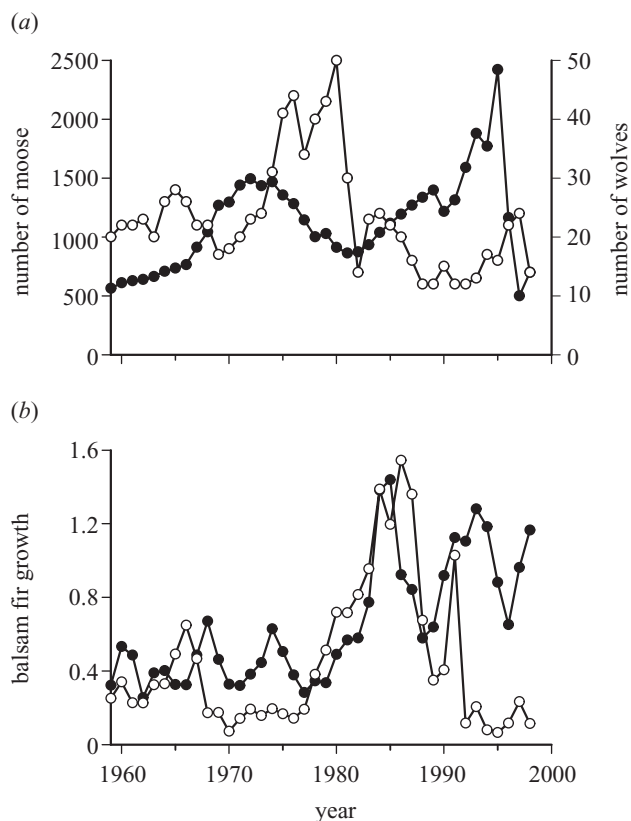 (a)
2500
2000
1500
1000
500
0
number of moose
50
40
30
20
10
0
number of wolves
(b)
1.6
1.2
0.8
0.4
0
balsam fir growth
1960 1970 1980 1990 2000
year